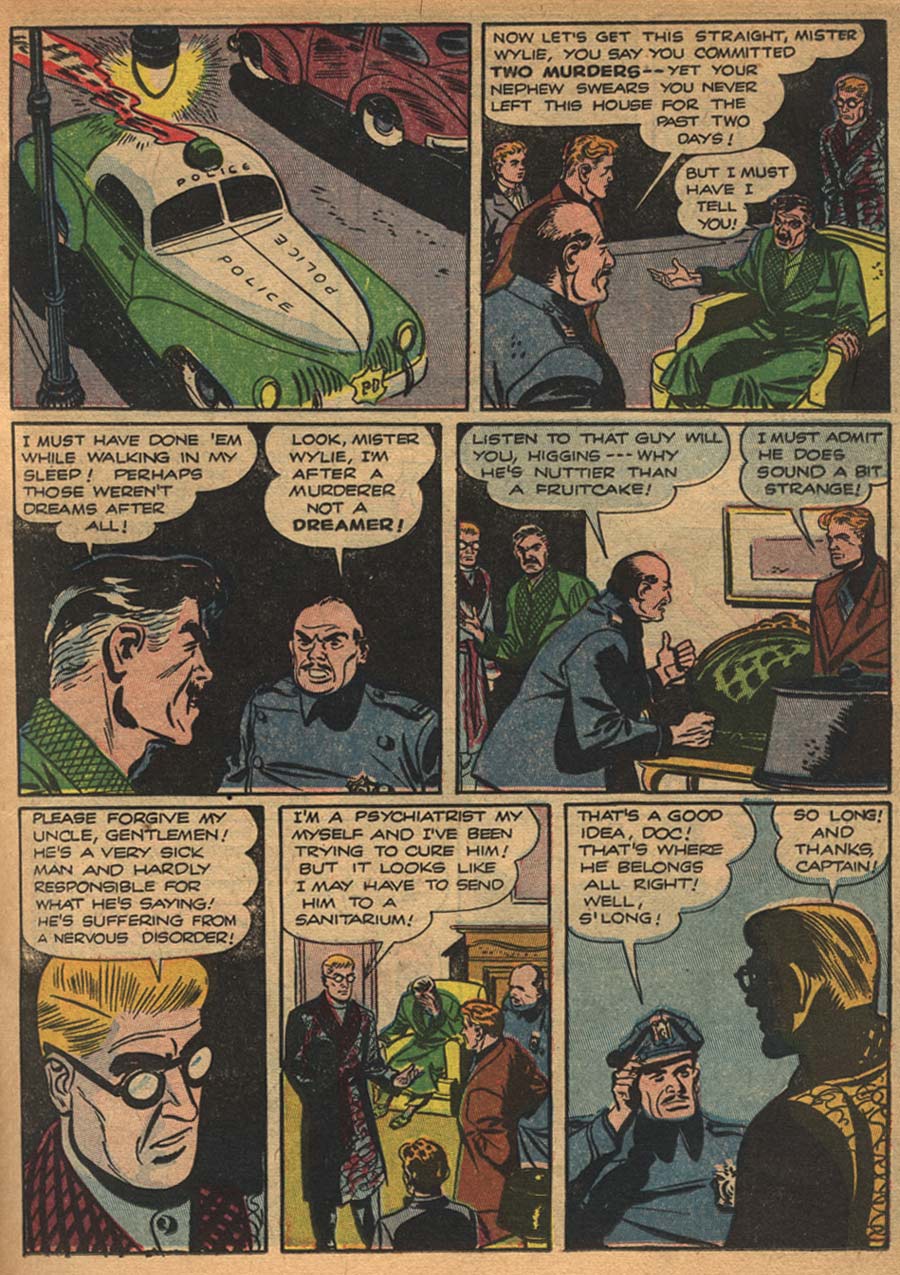 POLICE
POLICE
POLICE
PD
NOW LET'S GET THIS STRAIGHT, MISTER
WYLIE, YOU SAY YOU COMMITTED
TWO MURDERS--YET YOUR
NEPHEW SWEARS YOU NEVER
LEFT THIS HOUSE FOR THE
PAST TWO
DAYS!
BUT I MUST
HAVE I
TELL
YOU!
I MUST HAVE DONE 'EM
WHILE WALKING IN MY
SLEEP! PERHAPS
THOSE WEREN'T
DREAMS AFTER
ALL!
LOOK, MISTER
WYLIE, I'M
AFTER A
MURDERER
NOT A
DREAMER!
LISTEN TO THAT GUY WILL
YOU, HIGGINS---WHY
HE'S NUTTIER THAN
A FRUITCAKE!
I MUST ADMIT
HE DOES
SOUND A BIT
STRANGE!
PLEASE FORGIVE MY
UNCLE, GENTLEMEN!
HE'S A VERY SICK
MAN AND HARDLY
RESPONSIBLE FOR
WHAT HE'S SAYING!
HE'S SUFFERING FROM
A NERVOUS DISORDER!
I'M A PSYCHIATRIST MY
MYSELF AND I'VE BEEN
TRYING TO CURE HIM!
BUT IT LOOKS LIKE
I MAY HAVE TO SEND
HIM TO A
SANITARIUM!
THAT'S A GOOD
IDEA, DOC!
THAT'S WHERE
HE BELONGS
ALL RIGHT!
WELL,
S'LONG!
SO LONG!
AND
THANKS,
CAPTAIN!